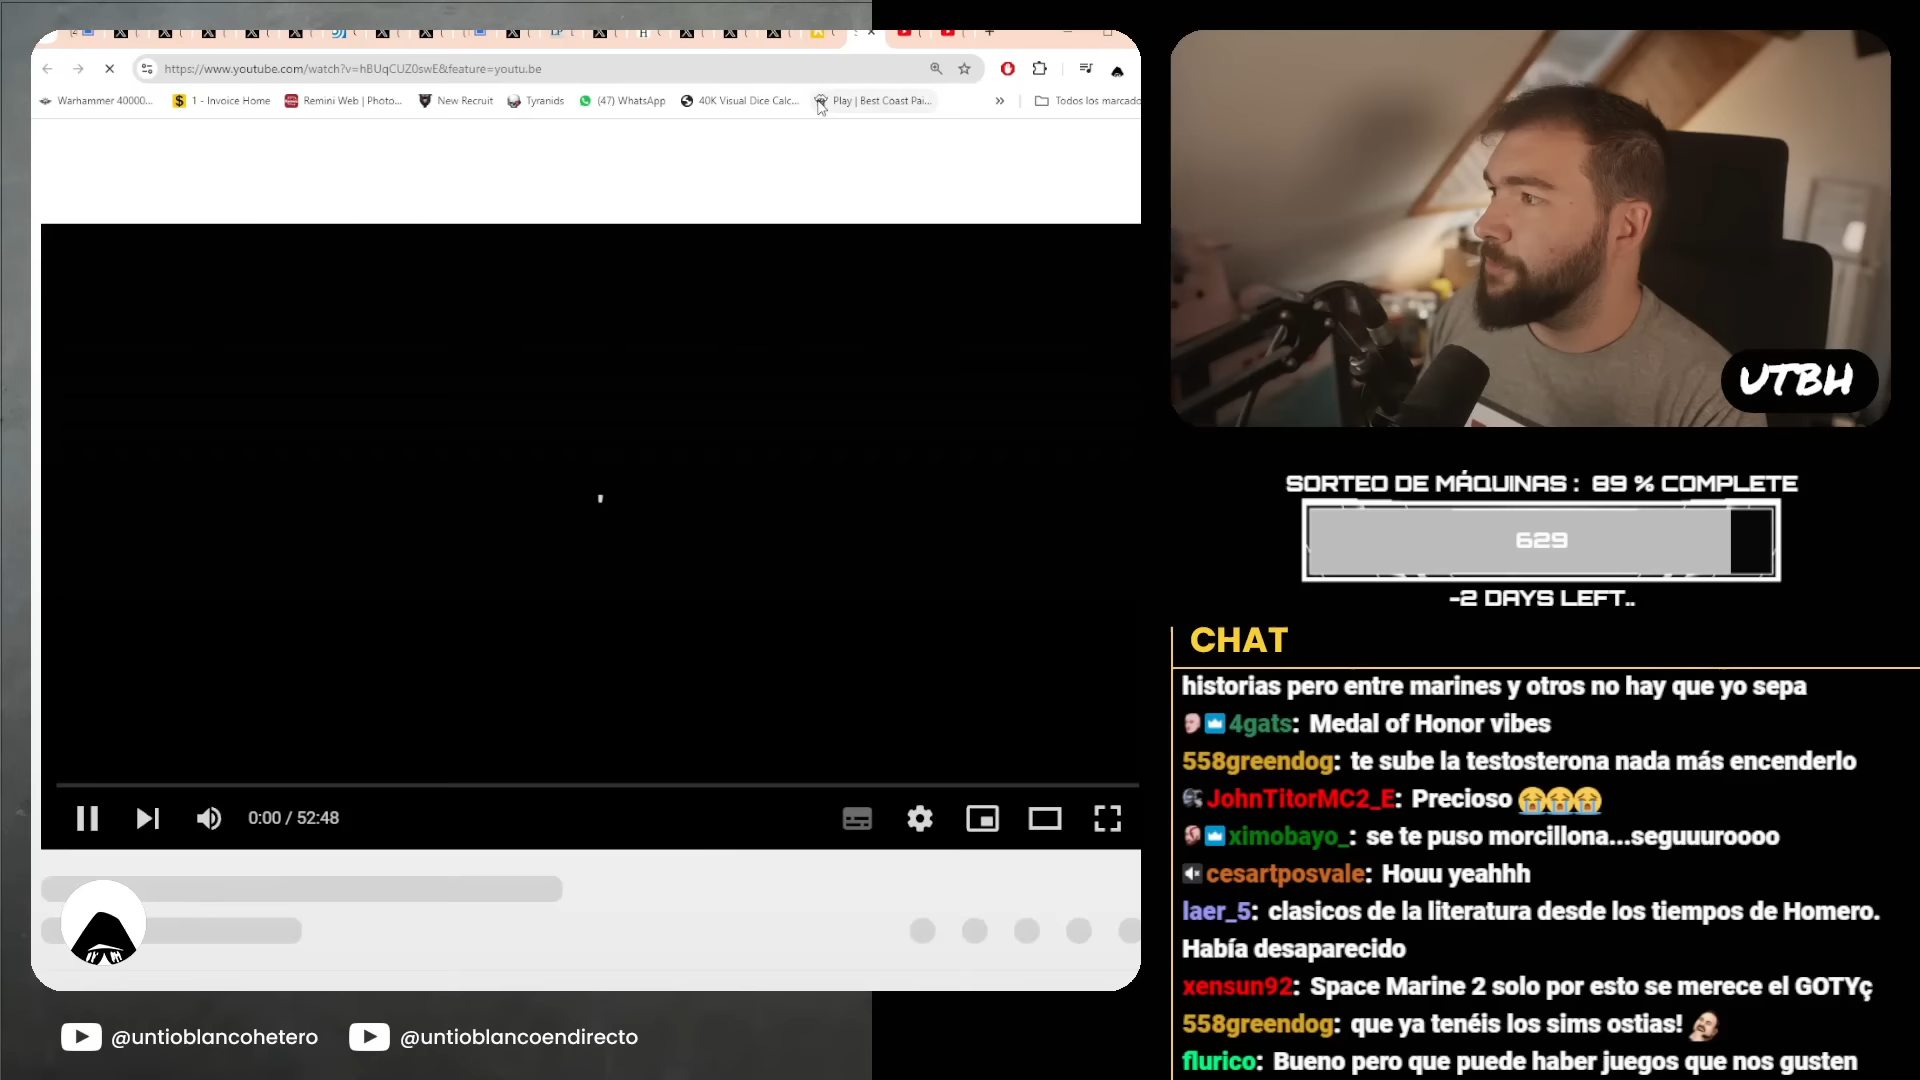 https://www.youtube.com/watch?v=hBUqCUZ0swE&feature=youtu.be
Warhammer 40000...
1 - Invoice Home
Remini Web | Photo...
New Recruit
Tyranids
(47) WhatsApp
40K Visual Dice Calc...
Play | Best Coast Pai...
»
Todos los marcado
0:00 / 52:48
@untioblancohetero
@untioblancoendirecto
UTBH
SORTEO DE MÁQUINAS : 89 % COMPLETE
629
-2 DAYS LEFT..
CHAT
historias pero entre marines y otros no hay que yo sepa
4gats: Medal of Honor vibes
558greendog: te sube la testosterona nada más encenderlo
JohnTitorMC2_E: Precioso 😭😭😭
ximobayo_: se te puso morcillona...seguuuroooo
cesartposvale: Houu yeahhh
laer_5: clasicos de la literatura desde los tiempos de Homero.
Había desaparecido
xensun92: Space Marine 2 solo por esto se merece el GOTYç
558greendog: que ya tenéis los sims ostias!
flurico: Bueno pero que puede haber juegos que nos gusten